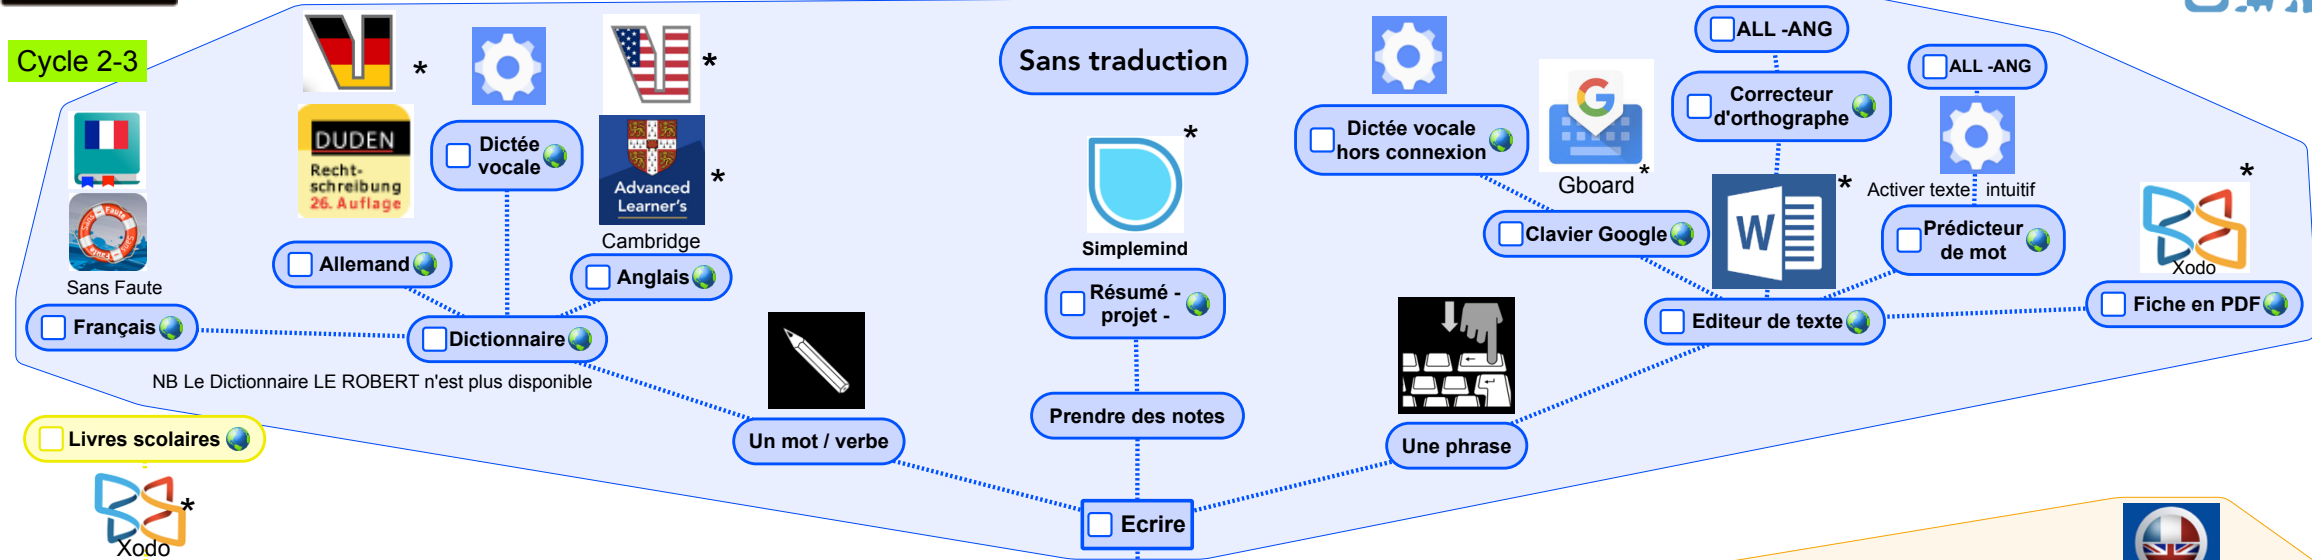 Cycle 2-3
Sans traduction
*
*
*
DUDEN
Recht-
schreibung
26. Auflage
Dictée
vocale
Advanced
Learner's
Cambridge
Sans Faute
Sans Faute
Français
Allemand
Anglais
Dictionnaire
NB Le Dictionnaire LE ROBERT n'est plus disponible
Un mot / verbe
*
Simplemind
Résumé -
projet -
Prendre des notes
Ecrire
Dictée vocale
hors connexion
G
Gboard *
Clavier Google
ALL -ANG
Correcteur
d'orthographe
W
*
ALL -ANG
Activer texte intuitif
Prédicteur
de mot
Editeur de texte
*
Xodo
Fiche en PDF
Une phrase
Livres scolaires
*
Xodo